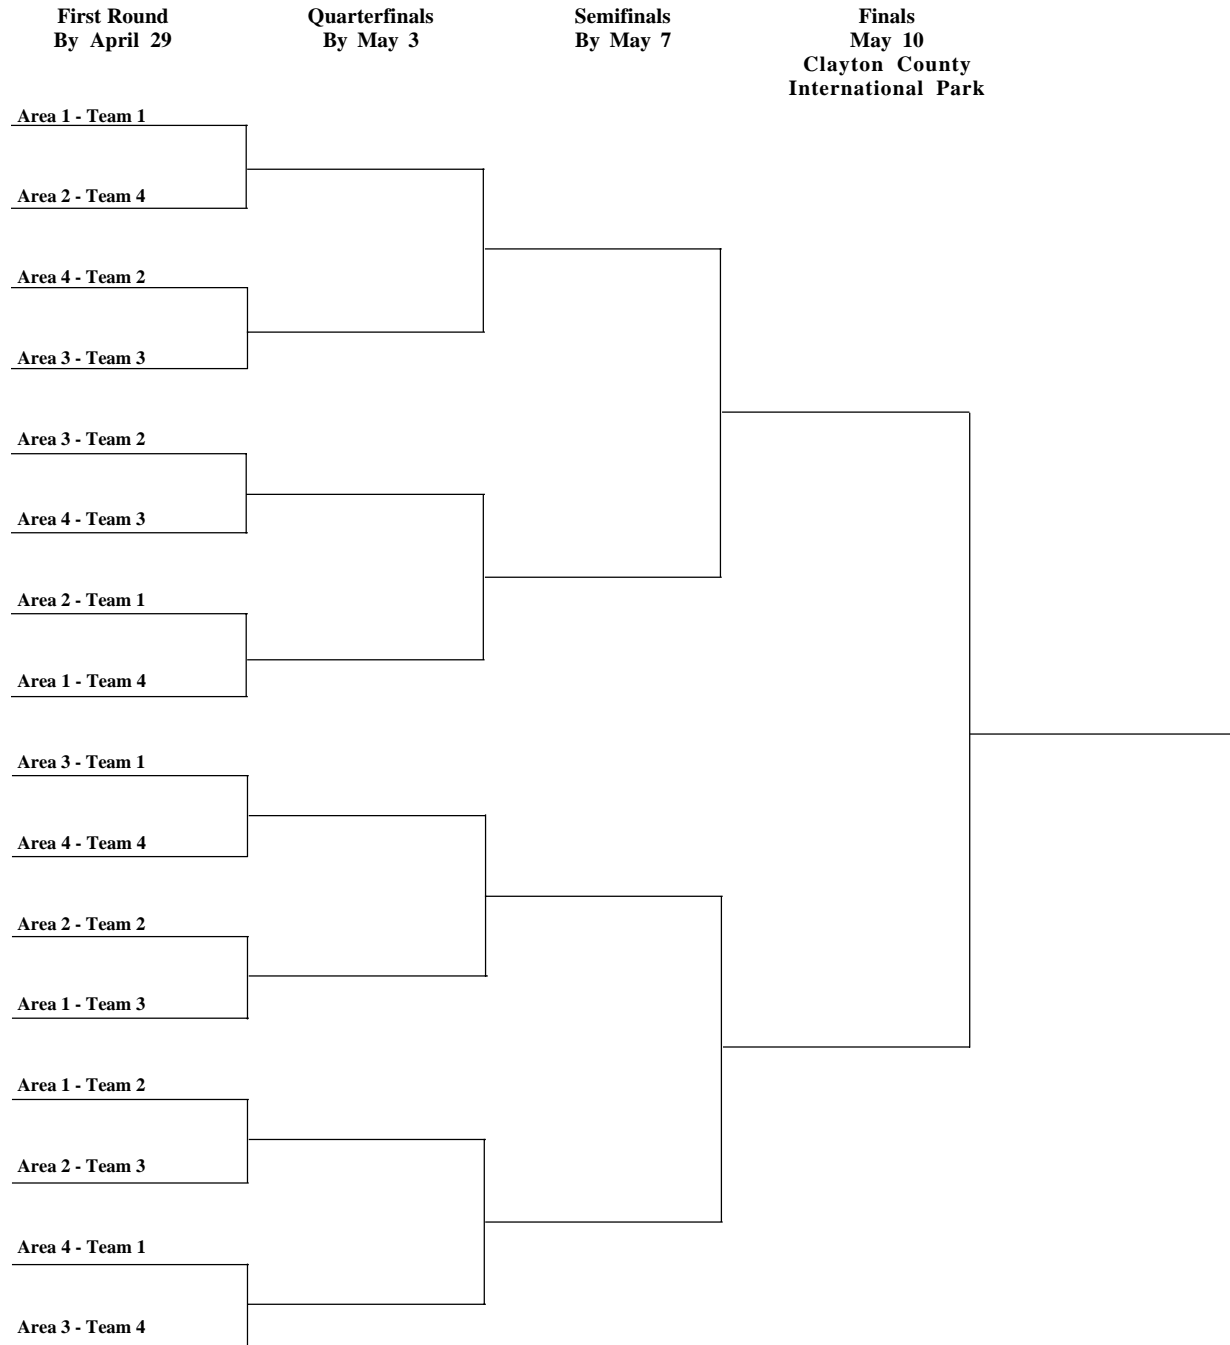 First Round
By April 29
Quarterfinals
By May 3
Semifinals
By May 7
Finals
May 10
Clayton County
International Park
Area 1 - Team 1
Area 2 - Team 4
Area 4 - Team 2
Area 3 - Team 3
Area 3 - Team 2
Area 4 - Team 3
Area 2 - Team 1
Area 1 - Team 4
Area 3 - Team 1
Area 4 - Team 4
Area 2 - Team 2
Area 1 - Team 3
Area 1 - Team 2
Area 2 - Team 3
Area 4 - Team 1
Area 3 - Team 4